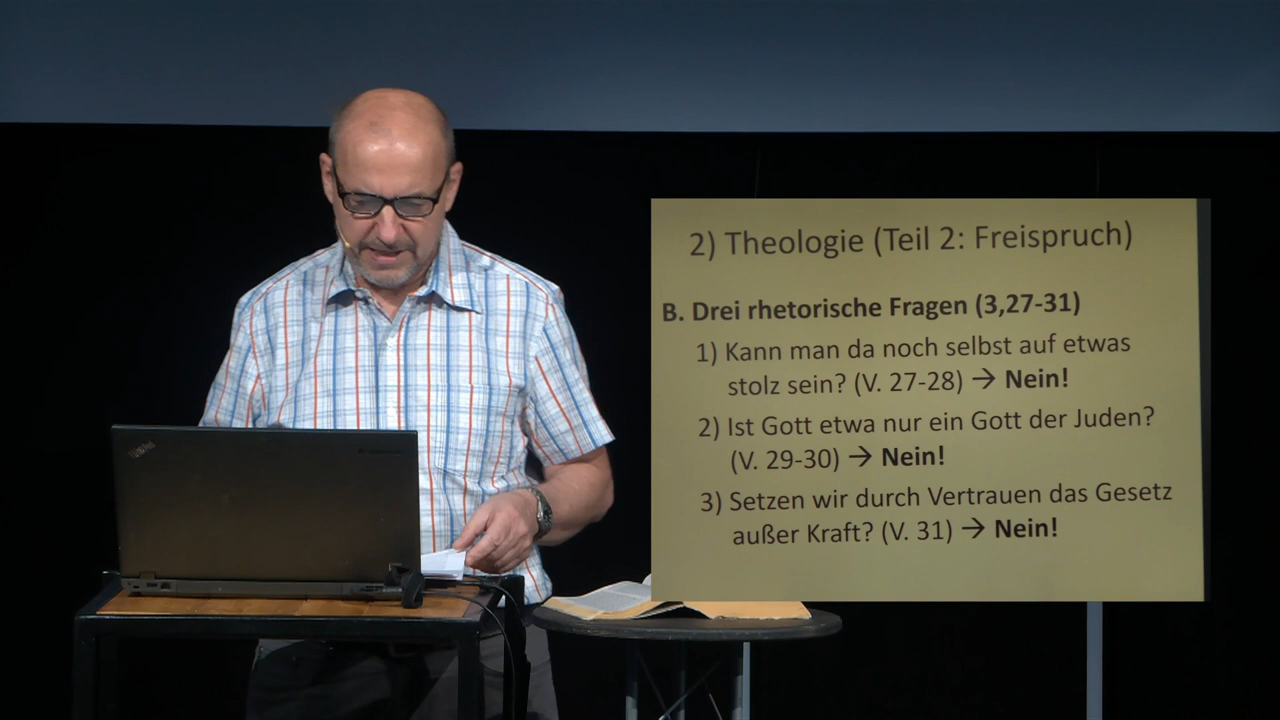 2) Theologie (Teil 2: Freispruch)
B. Drei rhetorische Fragen (3,27-31)
1) Kann man da noch selbst auf etwas
stolz sein? (V. 27-28) → Nein!
2) Ist Gott etwa nur ein Gott der Juden?
(V. 29-30) → Nein!
3) Setzen wir durch Vertrauen das Gesetz
außer Kraft? (V. 31) → Nein!
ThinkPad